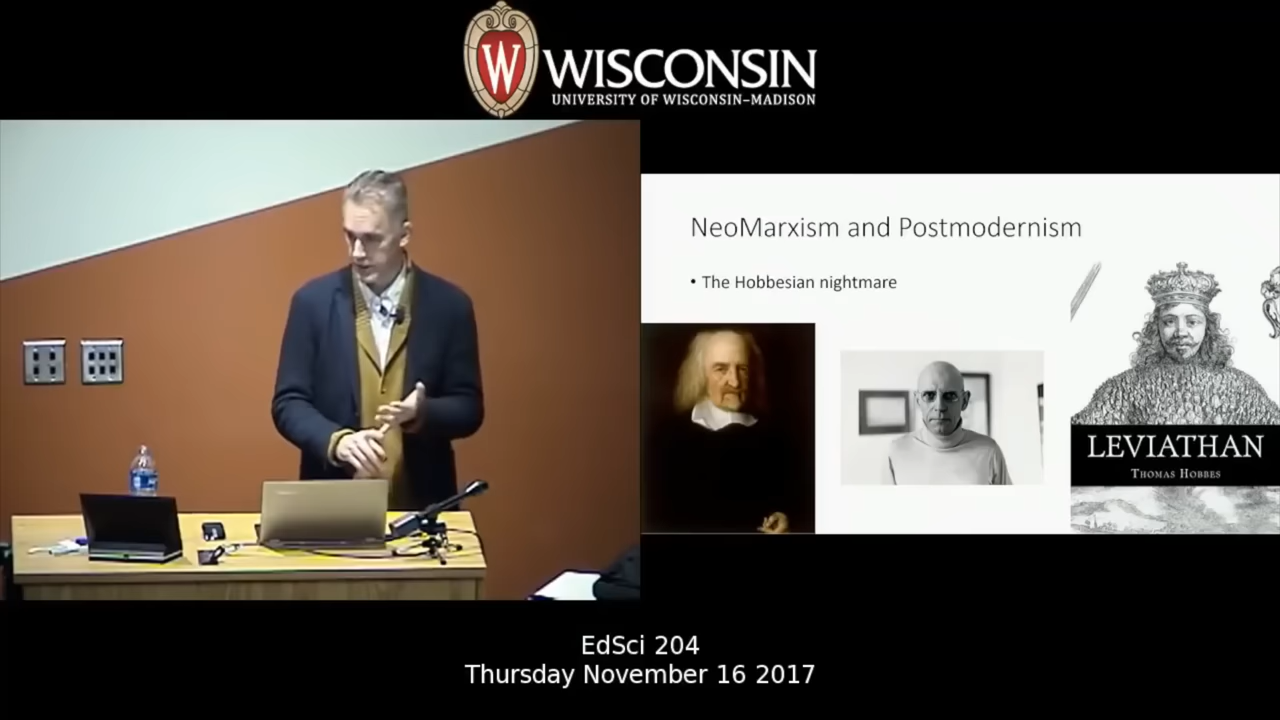 W
WISCONSIN
UNIVERSITY OF WISCONSIN–MADISON
NeoMarxism and Postmodernism
• The Hobbesian nightmare
LEVIATHAN
THOMAS HOBBES
EdSci 204
Thursday November 16 2017